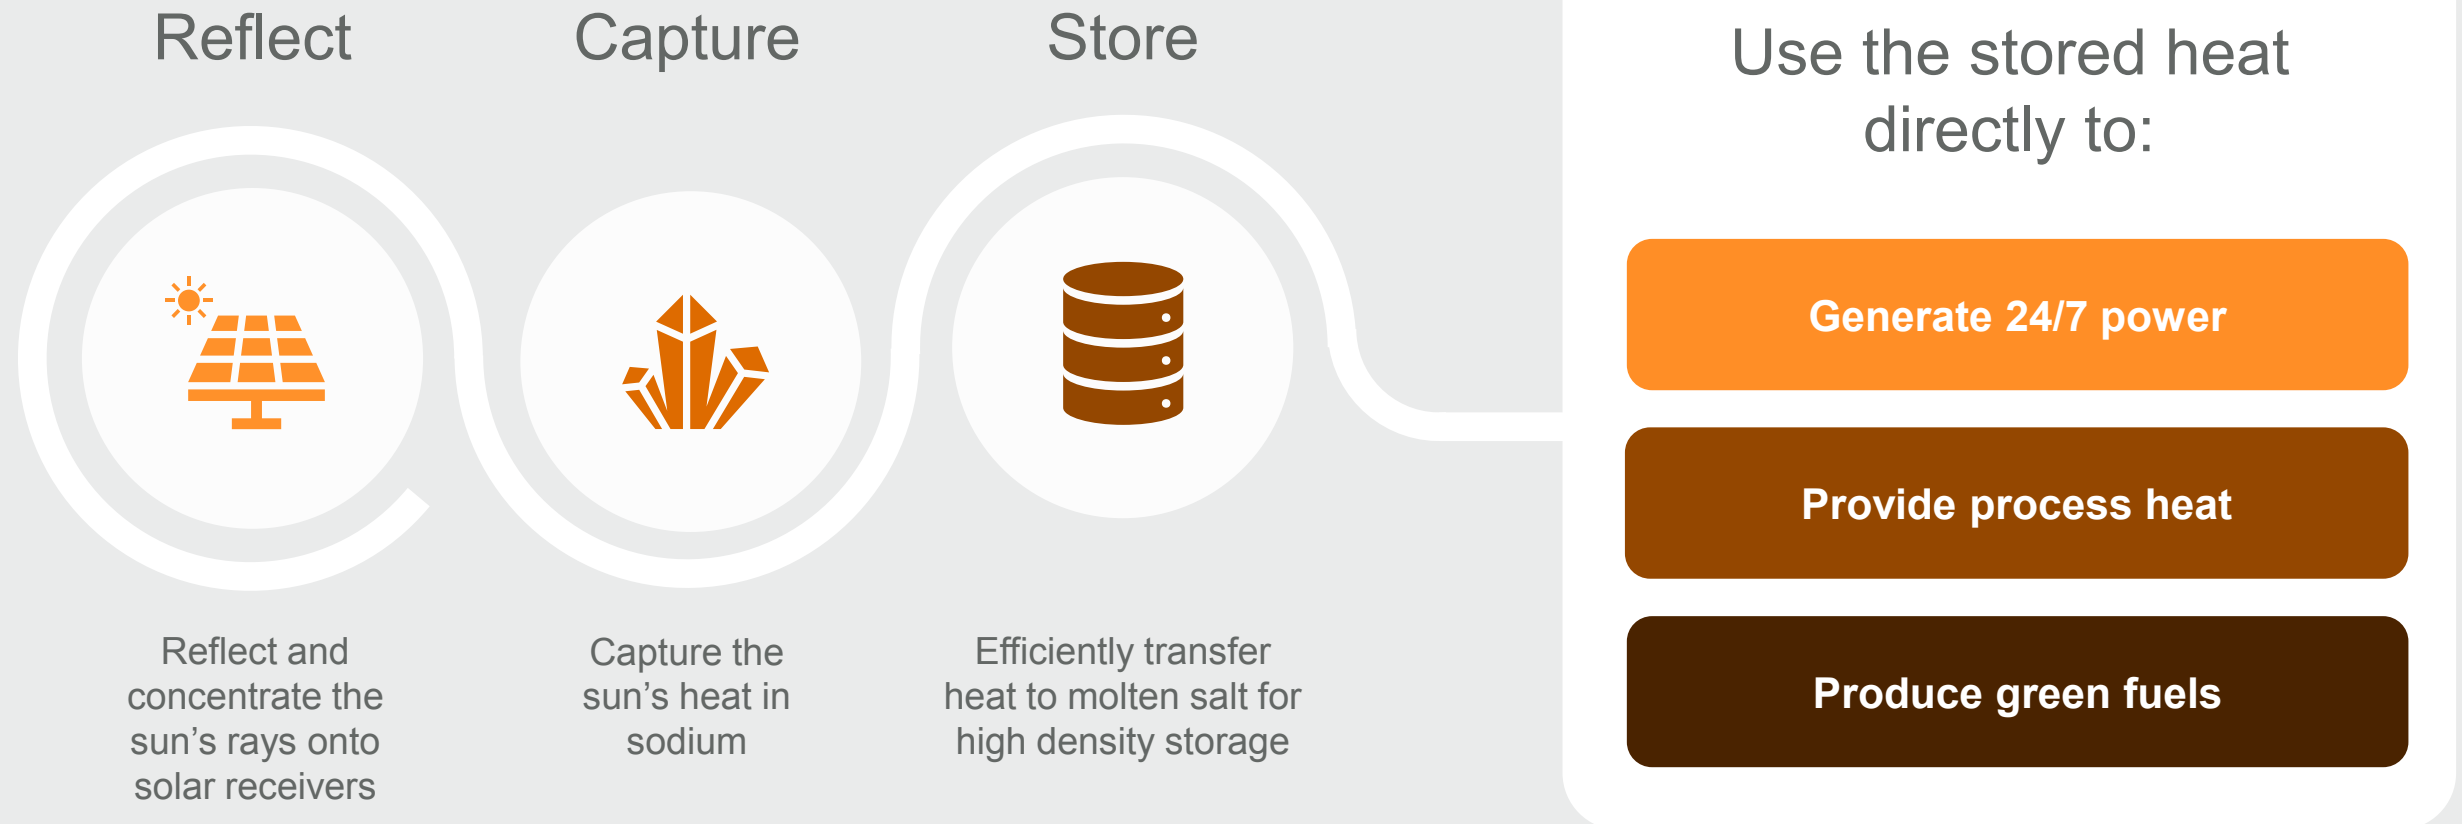 Reflect
Capture
Store
Reflect and
concentrate the
sun’s rays onto
solar receivers
Capture the
sun’s heat in
sodium
Efficiently transfer
heat to molten salt for
high density storage
Use the stored heat
directly to:
Generate 24/7 power
Provide process heat
Produce green fuels